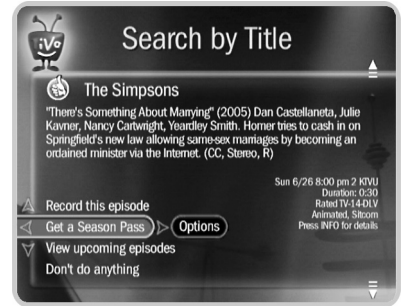 TiVo
Search by Title
The Simpsons
"There's Something About Marrying" (2005) Dan Castellaneta, Julie
Kavner, Nancy Cartwright, Yeardley Smith. Homer tries to cash in on
Springfield's new law allowing same-sex marriages by becoming an
ordained minister via the Internet. (CC, Stereo, R)
Sun 6/26 8:00 pm 2 KTVU
Duration: 0:30
Rated TV-14-DLV
Animated, Sitcom
Press INFO for details
Record this episode
Get a Season Pass Options
View upcoming episodes
Don't do anything